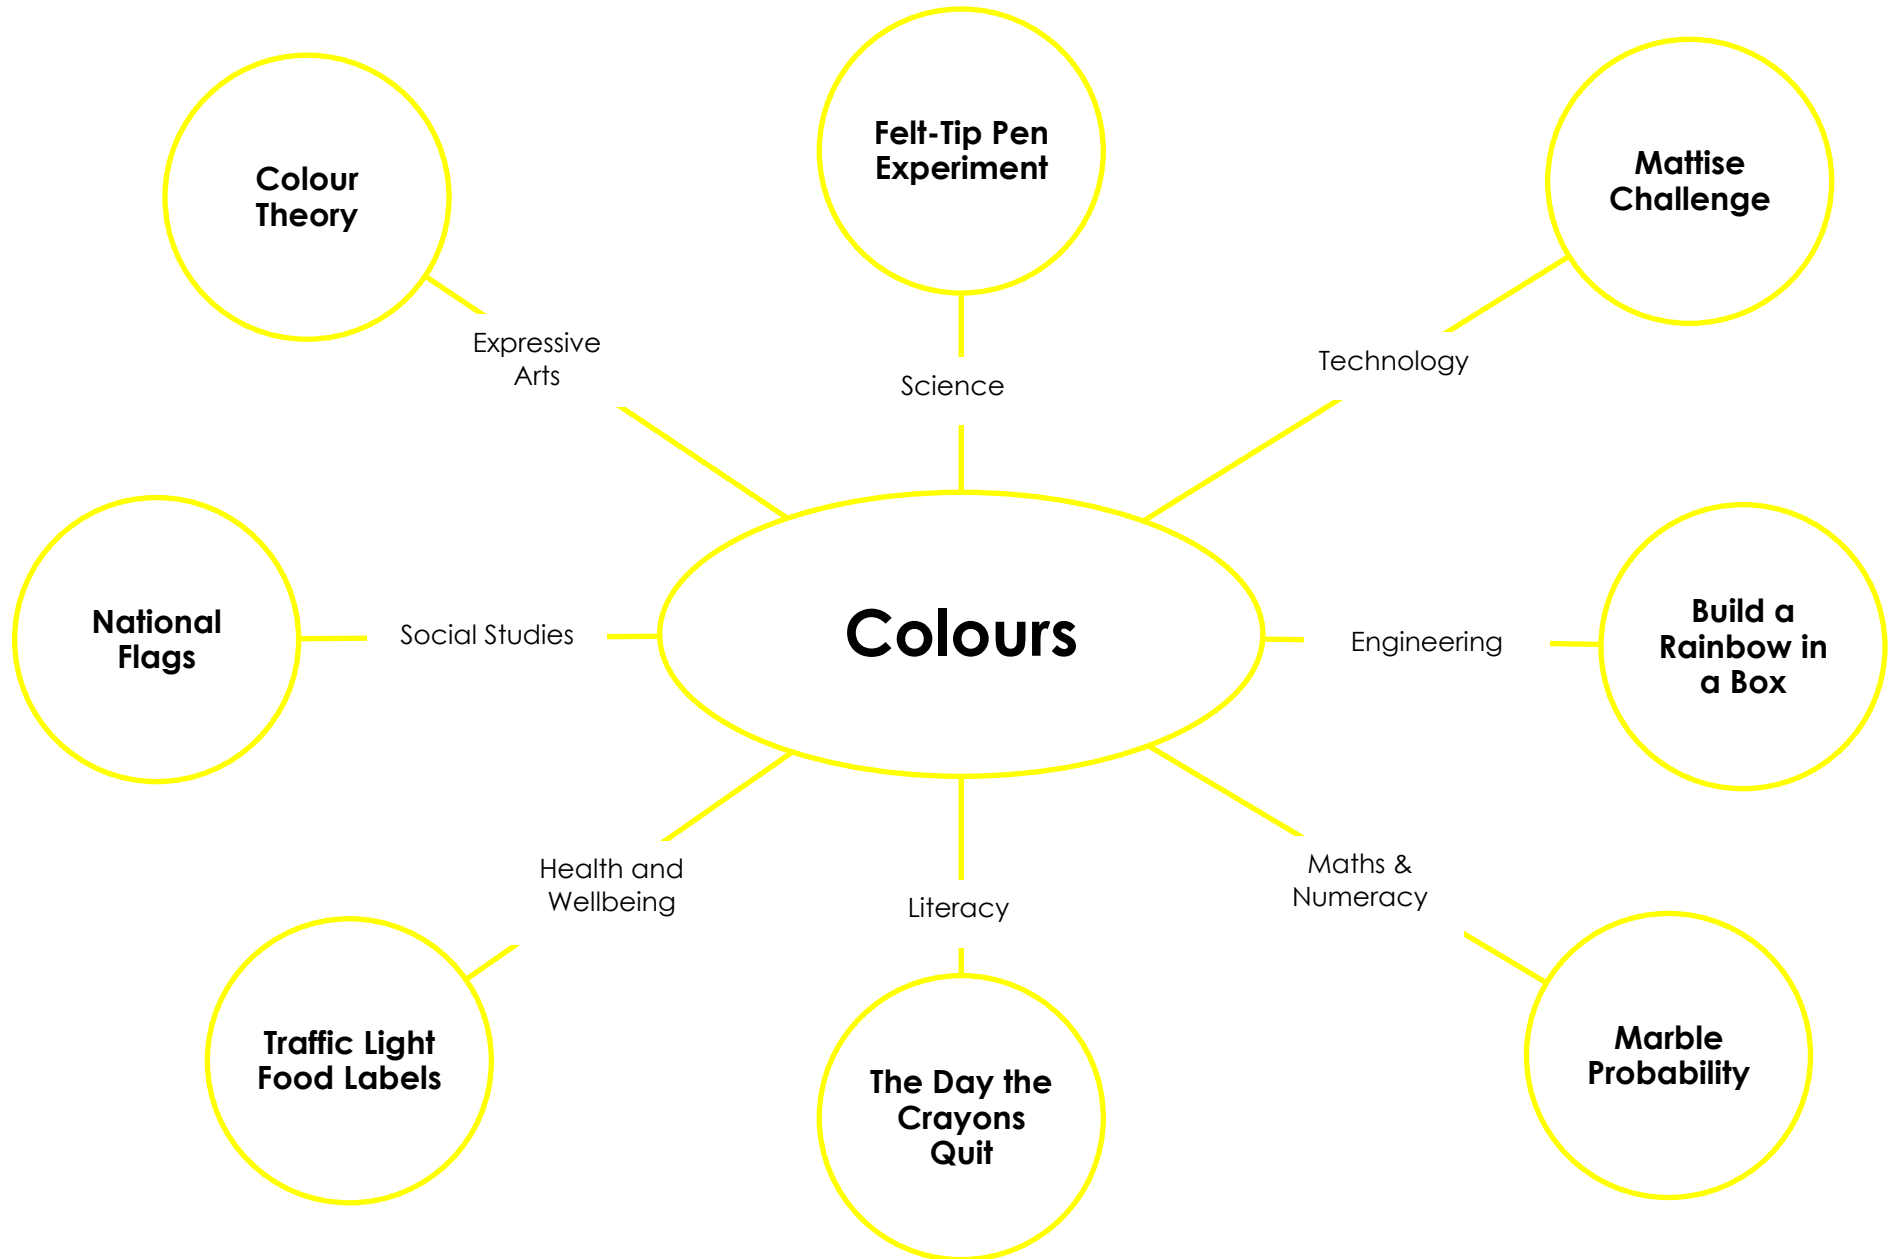 Felt-Tip Pen
Experiment
Mattise
Challenge
Colour
Theory
Expressive
Arts
Science
Technology
National
Flags
Social Studies
Colours
Engineering
Build a
Rainbow in
a Box
Health and
Wellbeing
Literacy
Maths &
Numeracy
Traffic Light
Food Labels
The Day the
Crayons
Quit
Marble
Probability